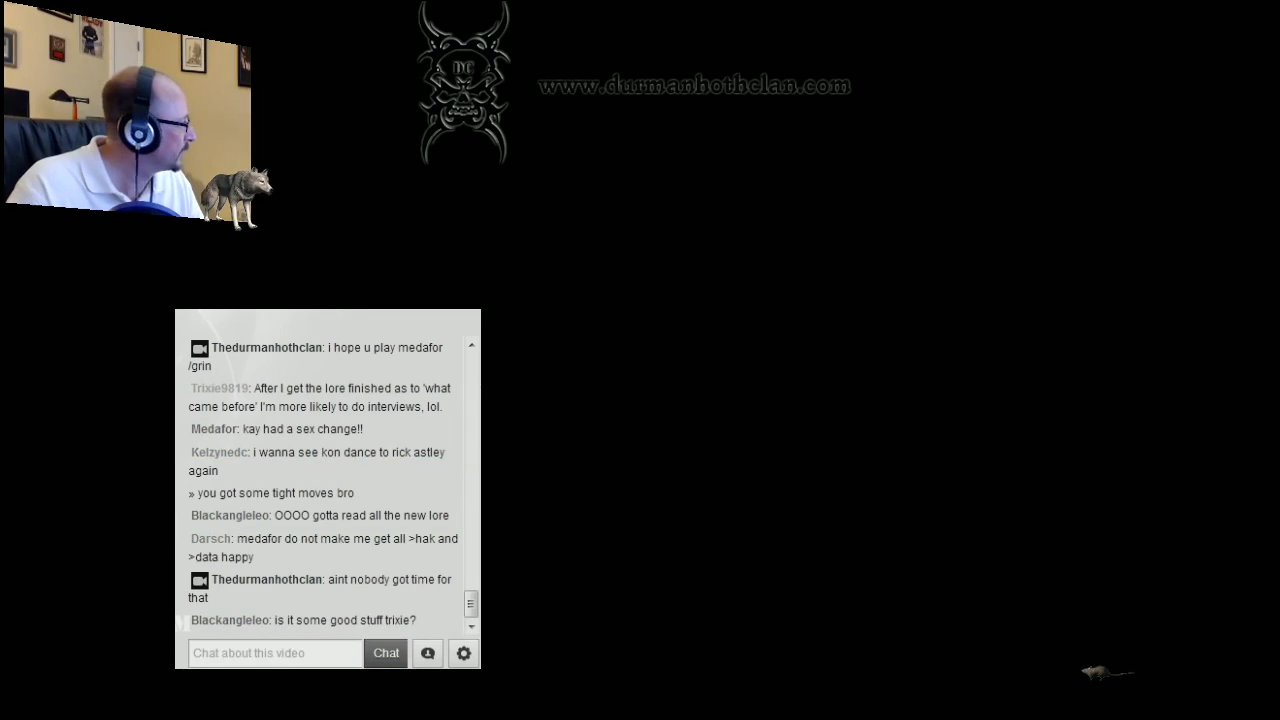 DC
www.durmanhothclan.com
Thedurmanhothclan: i hope u play medafor
/grin
Trixie9819: After I get the lore finished as to 'what
came before' I'm more likely to do interviews, lol.
Medafor: kay had a sex change!!
Kelzynedc: i wanna see kon dance to rick astley
again
» you got some tight moves bro
Blackangleleo: OOOO gotta read all the new lore
Darsch: medafor do not make me get all >hak and
>data happy
Thedurmanhothclan: aint nobody got time for
that
Blackangleleo: is it some good stuff trixie?
Chat about this video
Chat